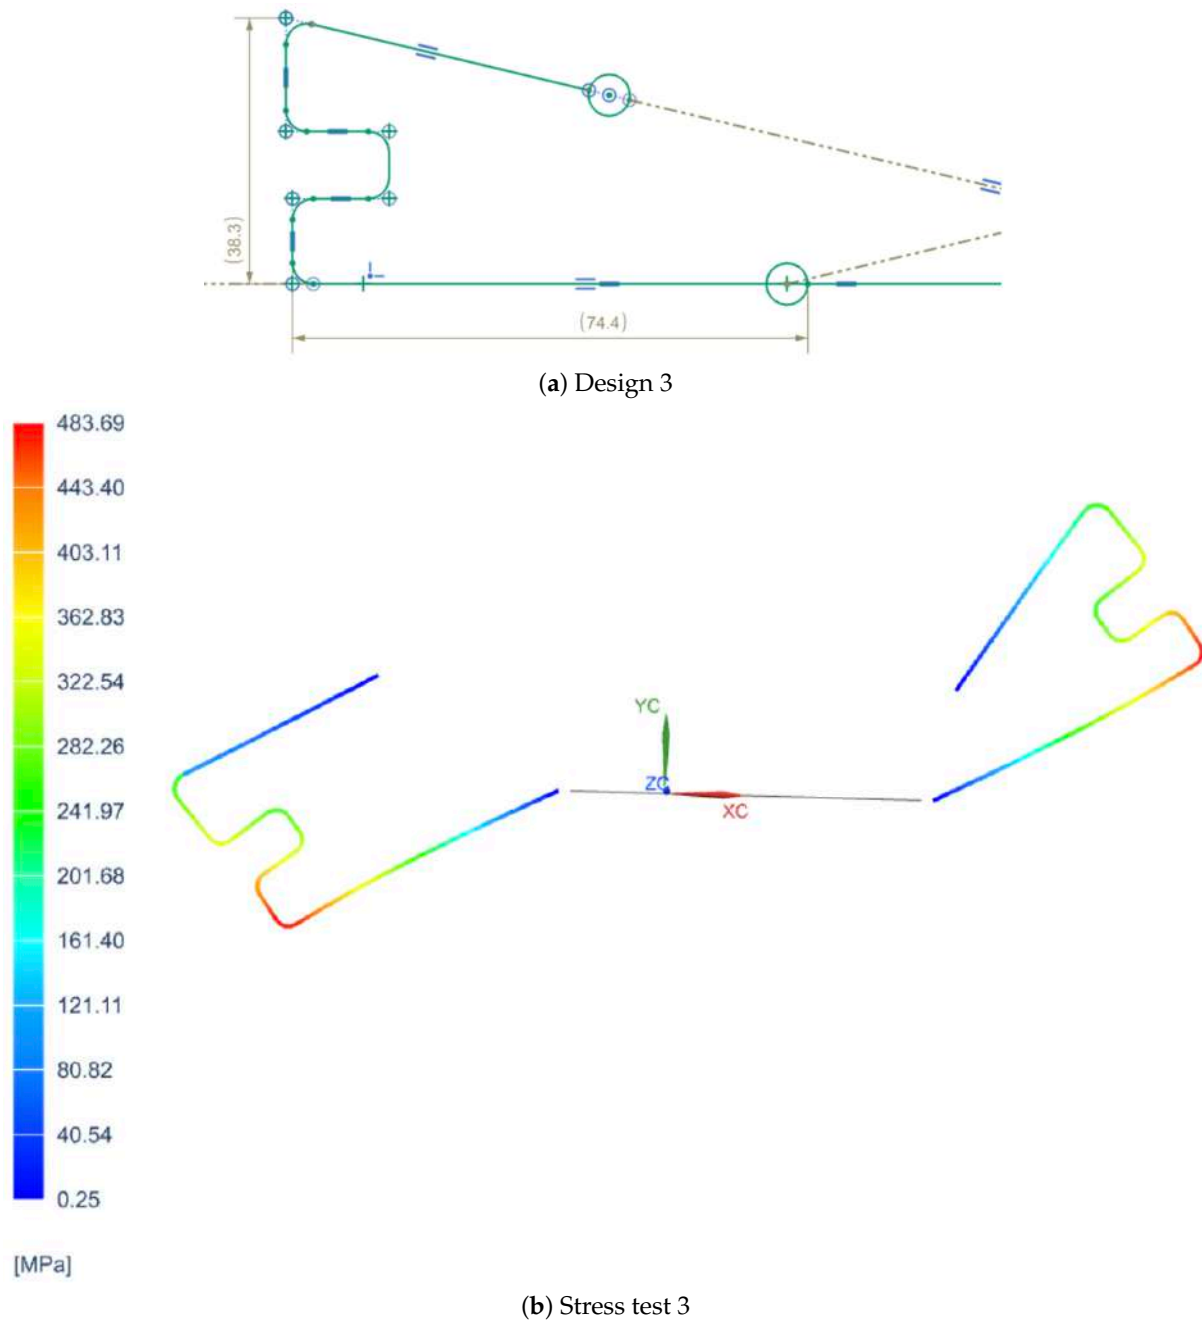 (38.3)
(74.4)
(a) Design 3
483.69
443.40
403.11
362.83
322.54
282.26
241.97
201.68
161.40
121.11
80.82
40.54
0.25
[MPa]
YC
ZC
XC
(b) Stress test 3